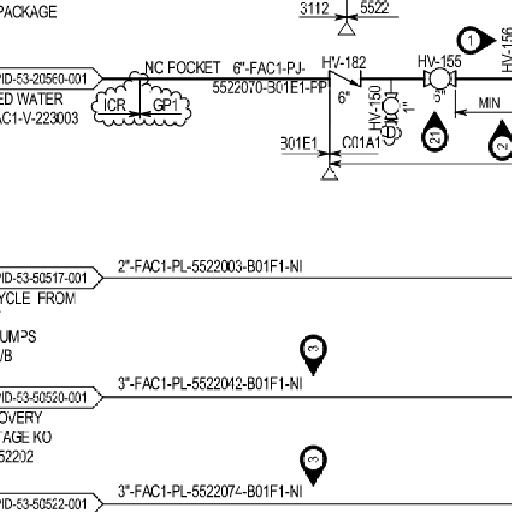 3112 5522
PACKAGE
1
HV-156
NC POCKET 6"-FAC1-PJ-
HV-182
HV-155
PID-53-20560-001
5522070-B01E1-PP
6"
HV-150
1"
6"
MIN
ED WATER
ICR
GP1
AC1-V-223003
D
21
2
B01E1
O01A1
2"-FAC1-PL-5522003-B01F1-NI
PID-53-50517-001
YCLE FROM
UMPS
/B
3
3"-FAC1-PL-5522042-B01F1-NI
PID-53-50520-001
OVERY
TAGE KO
52202
3
3"-FAC1-PL-5522074-B01F1-NI
PID-53-50522-001